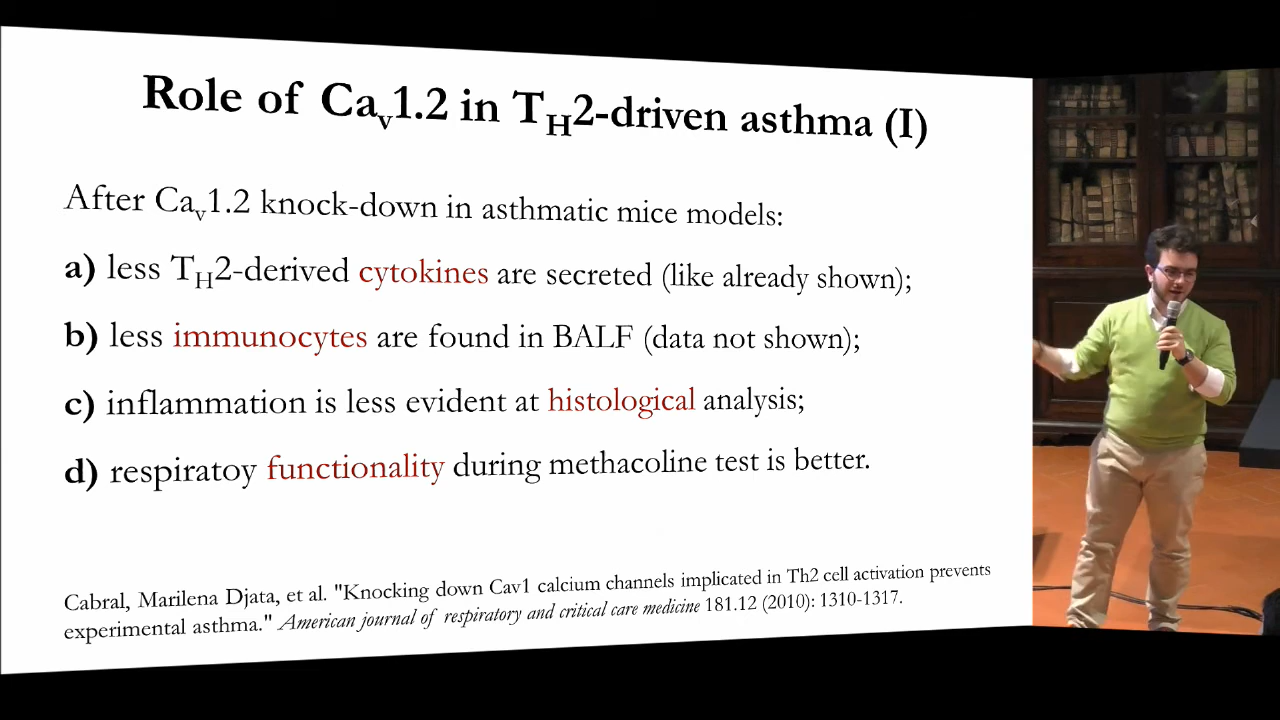 Role of Cav1.2 in TH2-driven asthma (I)
After Cav1.2 knock-down in asthmatic mice models:
a) less TH2-derived cytokines are secreted (like already shown);
b) less immunocytes are found in BALF (data not shown);
c) inflammation is less evident at histological analysis;
d) respiratoy functionality during methacoline test is better.
Cabral, Marilena Djata, et al. "Knocking down Cav1 calcium channels implicated in Th2 cell activation prevents
experimental asthma." American journal of respiratory and critical care medicine 181.12 (2010): 1310-1317.